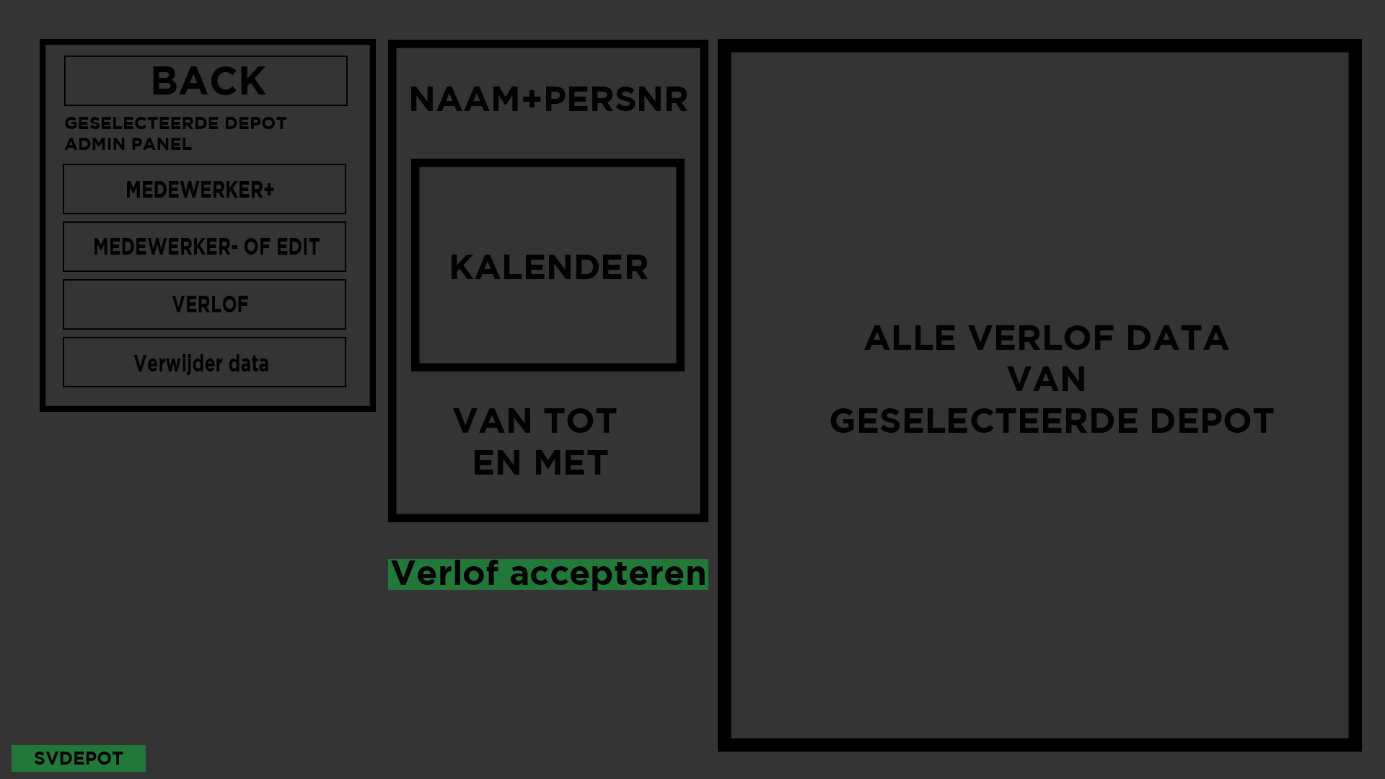 BACK
GESELECTEERDE DEPOT
ADMIN PANEL
MEDEWERKER+
MEDEWERKER- OF EDIT
VERLOF
Verwijder data
NAAM+PERSNR
KALENDER
VAN TOT
EN MET
Verlof accepteren
ALLE VERLOF DATA
VAN
GESELECTEERDE DEPOT
SVDEPOT